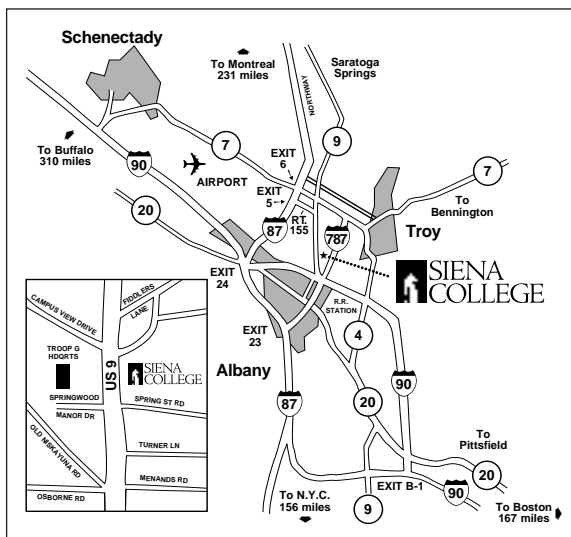 Schenectady
To Montreal
231 miles
Saratoga
Springs
NORTHWAY
To Buffalo
310 miles
90
7
9
EXIT
6
7
AIRPORT
To
Bennington
20
EXIT
5
RT.
155
87
787
Troy
SIENA
COLLEGE
EXIT
24
R.R.
STATION
4
EXIT
23
Albany
90
87
20
To
Pittsfield
20
EXIT B-1
90
To N.Y.C.
156 miles
9
To Boston
167 miles
CAMPUS VIEW DRIVE
FIDDLERS
LANE
TROOP G
HDQRTS
US 9
SIENA
COLLEGE
SPRINGWOOD
MANOR DR
SPRING ST RD
OLD NISKAYUNA RD
TURNER LN
MENANDS RD
OSBORNE RD